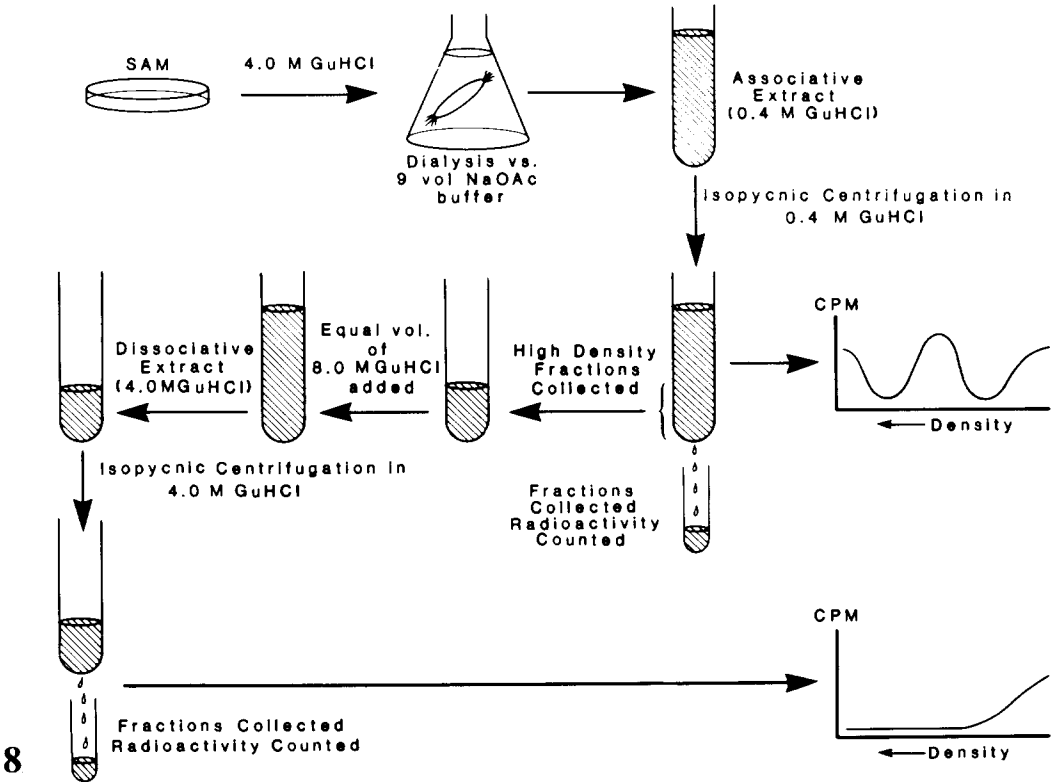 SAM
4.0 M GuHCl
Dialysis vs.
9 vol NaOAc
buffer
Associative
Extract
(0.4 M GuHCl)
Isopycnic Centrifugation in
0.4 M GuHCl
CPM
Density
High Density
Fractions
Collected
Equal vol.
of
8.0 MGuHCl
added
Dissociative
Extract
(4.0MGuHCl)
Fractions
Collected
Radioactivity
Counted
Isopycnic Centrifugation in
4.0 M GuHCl
CPM
Density
Fractions Collected
Radioactivity Counted
8